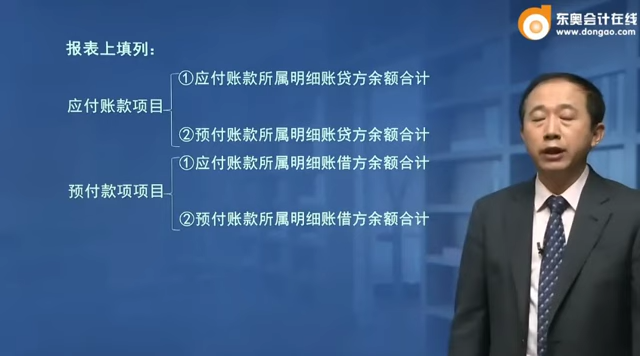 东奥会计在线
www.dongao.com
报表上填列：
①应付账款所属明细账贷方余额合计
应付账款项目
②预付账款所属明细账贷方余额合计
①应付账款所属明细账借方余额合计
预付款项项目
②预付账款所属明细账借方余额合计